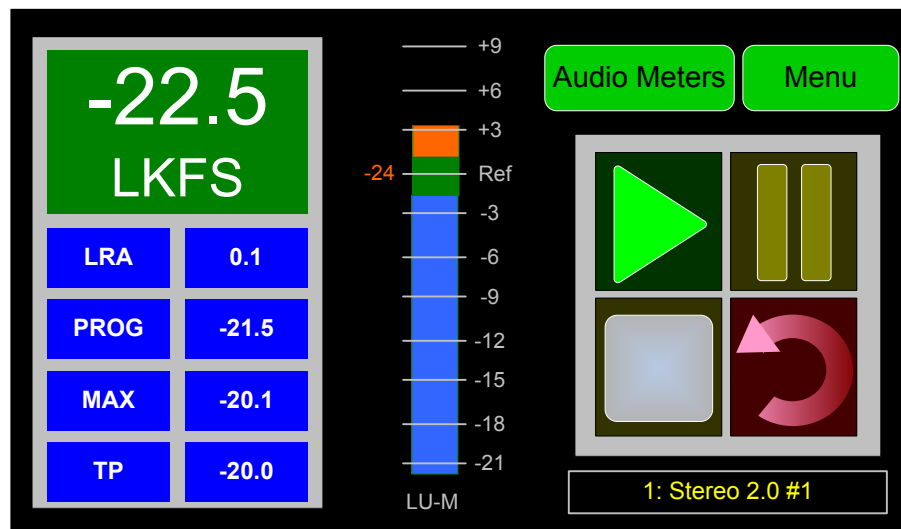 -22.5
LKFS
LRA 0.1
PROG -21.5
MAX -20.1
TP -20.0
+9
+6
+3
-24 Ref
-3
-6
-9
-12
-15
-18
-21
LU-M
Audio Meters Menu
1: Stereo 2.0 #1